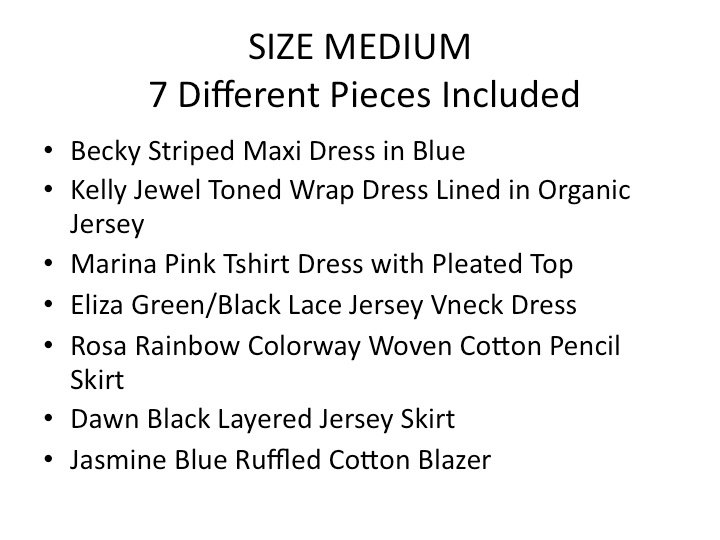 SIZE MEDIUM
7 Different Pieces Included
• Becky Striped Maxi Dress in Blue
• Kelly Jewel Toned Wrap Dress Lined in Organic
Jersey
• Marina Pink Tshirt Dress with Pleated Top
• Eliza Green/Black Lace Jersey Vneck Dress
• Rosa Rainbow Colorway Woven Cotton Pencil
Skirt
• Dawn Black Layered Jersey Skirt
• Jasmine Blue Ruffled Cotton Blazer